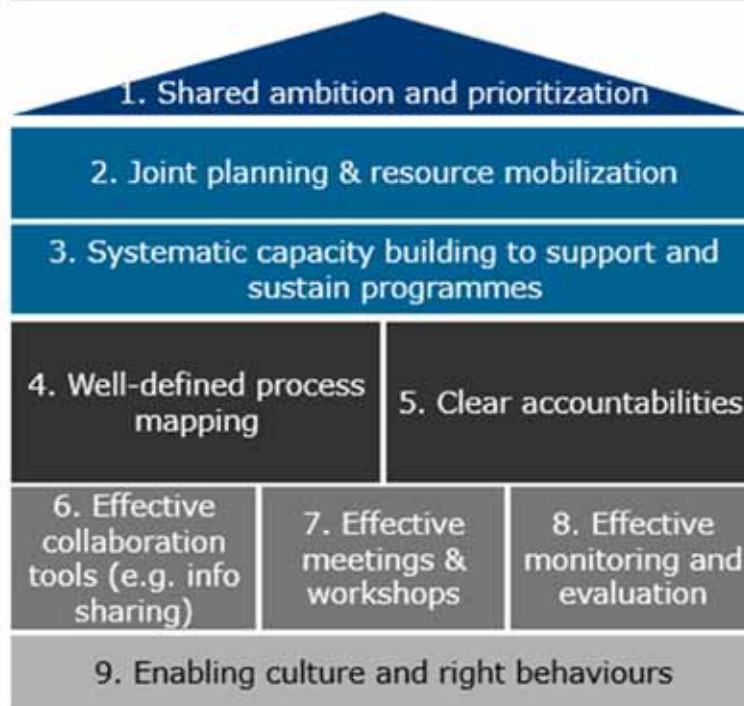 1. Shared ambition and prioritization
2. Joint planning & resource mobilization
3. Systematic capacity building to support and
sustain programmes
4. Well-defined process
mapping
5. Clear accountabilities
6. Effective
collaboration
tools (e.g. info
sharing)
7. Effective
meetings &
workshops
8. Effective
monitoring and
evaluation
9. Enabling culture and right behaviours